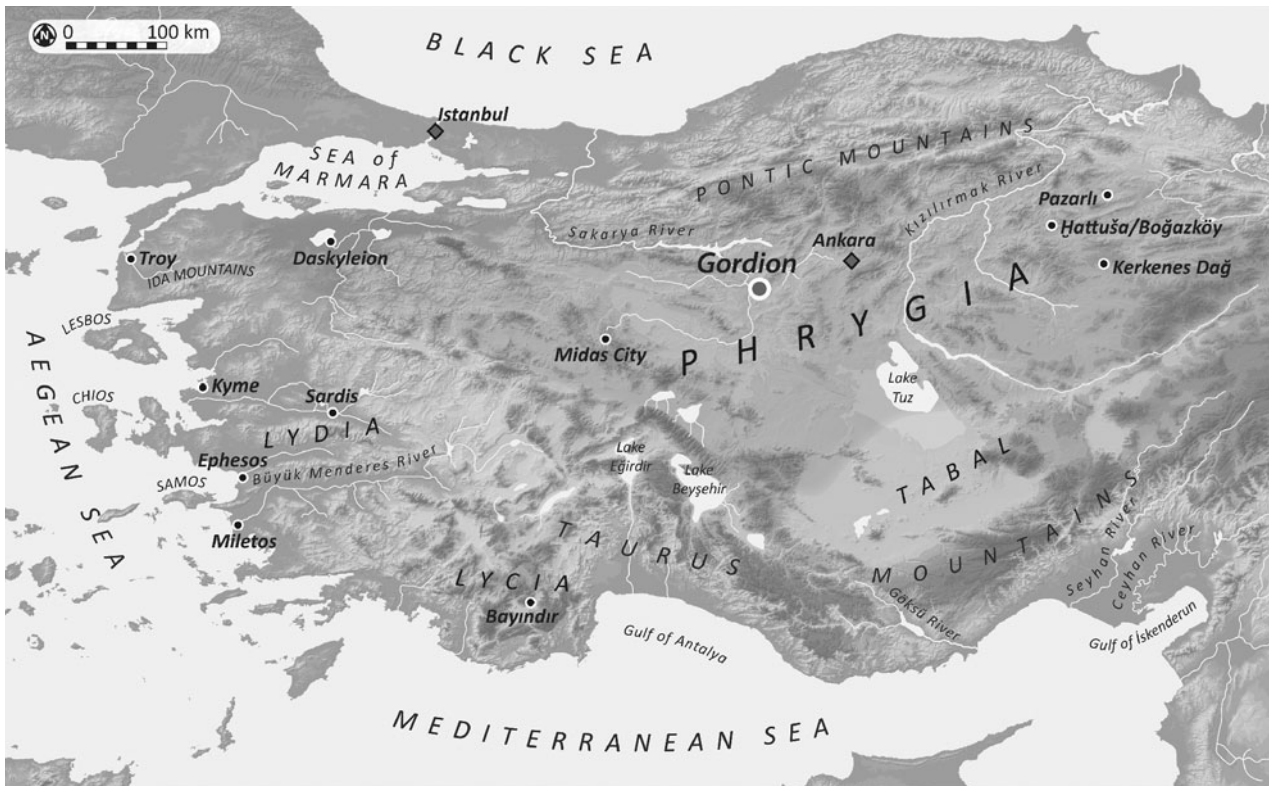 0 100 km
N
BLACK SEA
Istanbul
SEA of
MARMARA
PONTIC MOUNTAINS
Kızılırmak River
Pazarlı
Ḫattuša/Boğazköy
Sakarya River
Ankara
Troy
Daskyleion
Gordion
Kerkenes Dağ
IDA MOUNTAINS
LESBOS
AEGEAN SEA
Midas City
PHRYGIA
Kyme
Lake
Tuz
CHIOS
Sardis
LYDIA
Ephesos
Büyük Menderes River
Lake
Eğirdir
Lake
Beyşehir
TABAL
SAMOS
Miletos
TAURUS
MOUNTAINS
Seyhan River
Ceyhan River
LYCIA
Bayındır
Göksü River
Gulf of Antalya
Gulf of İskenderun
MEDITERRANEAN SEA